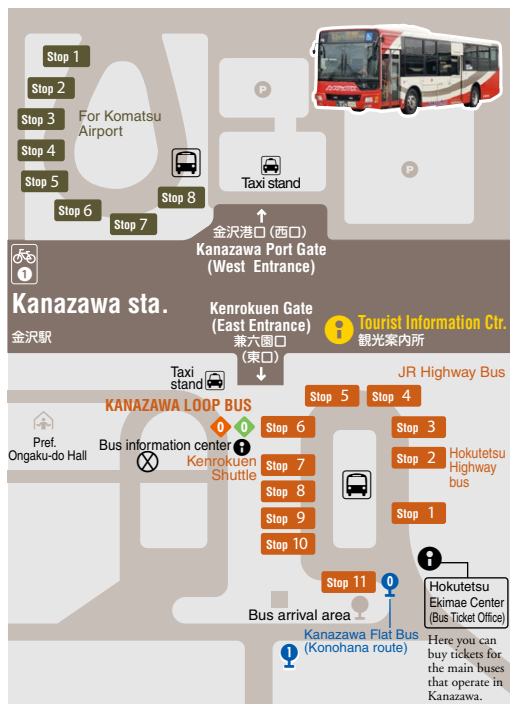 Stop 1
Stop 2
Stop 3
For Komatsu
Airport
Stop 4
Stop 5
Stop 6
Stop 7
Stop 8
P
P
Taxi stand
金沢港口（西口）
Kanazawa Port Gate
(West Entrance)
1
Kanazawa sta.
金沢駅
Kenrokuen Gate
(East Entrance)
兼六園口
（東口）
i
Tourist Information Ctr.
観光案内所
JR Highway Bus
Taxi
stand
KANAZAWA LOOP BUS
0
0
Pref.
Ongaku-do Hall
Bus information center
i
Kenrokuen
Shuttle
Stop 5
Stop 4
Stop 6
Stop 3
Stop 7
Stop 2
Hokutetsu
Highway
bus
Stop 8
Stop 9
Stop 1
Stop 10
Stop 11
0
i
Hokutetsu
Ekimae Center
(Bus Ticket Office)
Bus arrival area
Kanazawa Flat Bus
(Konohana route)
1
Here you can
buy tickets for
the main buses
that operate in
Kanazawa.